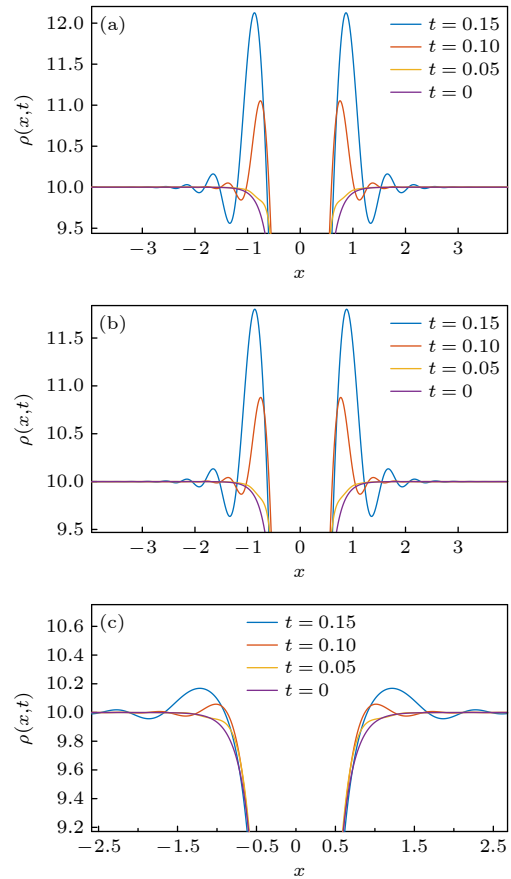 (a)
t = 0.15
t = 0.10
t = 0.05
t = 0
12.0
11.5
11.0
10.5
10.0
9.5
ρ(x,t)
−3 −2 −1 0 1 2 3
x
(b)
t = 0.15
t = 0.10
t = 0.05
t = 0
11.5
11.0
10.5
10.0
9.5
ρ(x,t)
−3 −2 −1 0 1 2 3
x
(c)
t = 0.15
t = 0.10
t = 0.05
t = 0
10.6
10.4
10.2
10.0
9.8
9.6
9.4
9.2
ρ(x,t)
−2.5 −1.5 −0.5 0 0.5 1.5 2.5
x